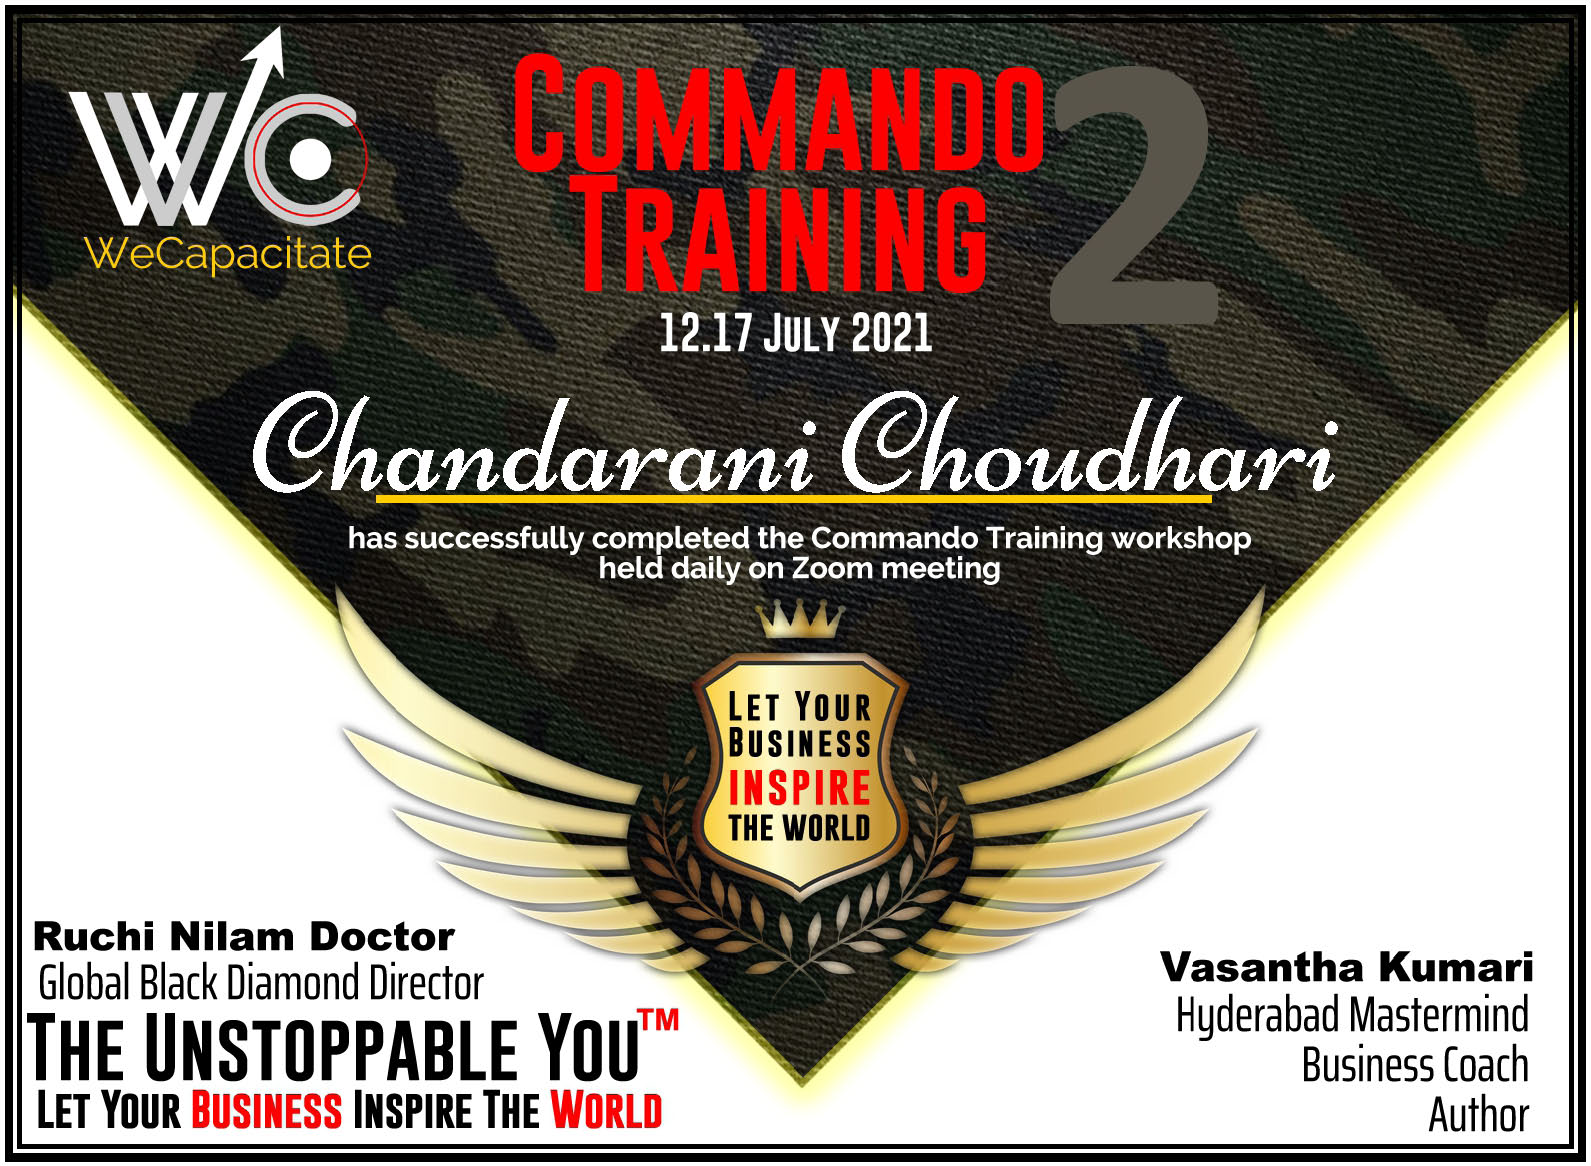 WC
WeCapacitate
Commando
Training
2
12.17 July 2021
Chandarani Choudhari
has successfully completed the Commando Training workshop
held daily on Zoom meeting
Let Your
Business
INSPIRE
THE WORLD
Ruchi Nilam Doctor
Global Black Diamond Director
The Unstoppable You™
Let Your Business Inspire The World
Vasantha Kumari
Hyderabad Mastermind
Business Coach
Author